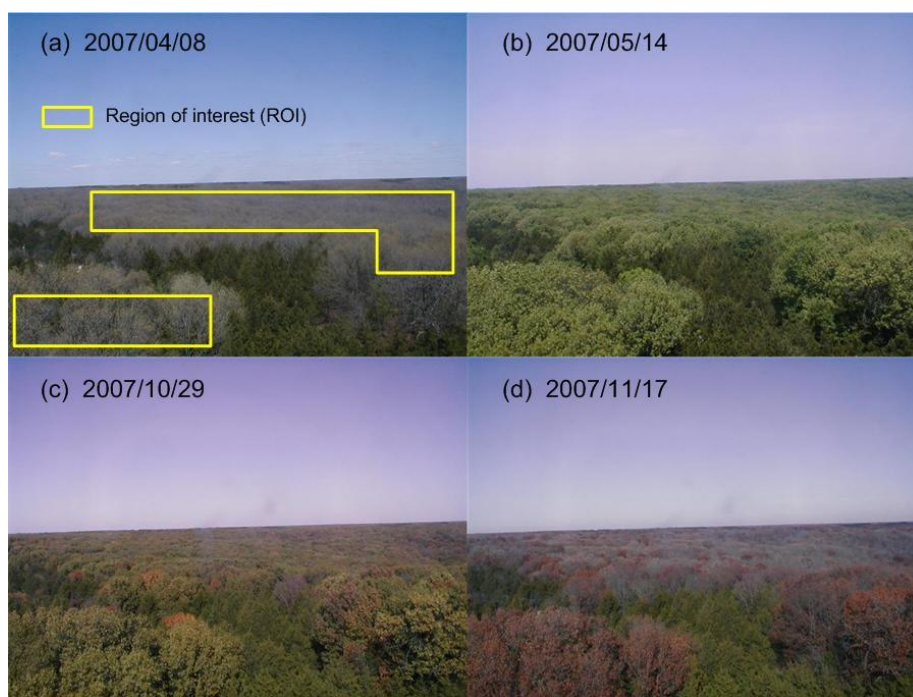 (a) 2007/04/08
Region of interest (ROI)
(b) 2007/05/14
(c) 2007/10/29
(d) 2007/11/17